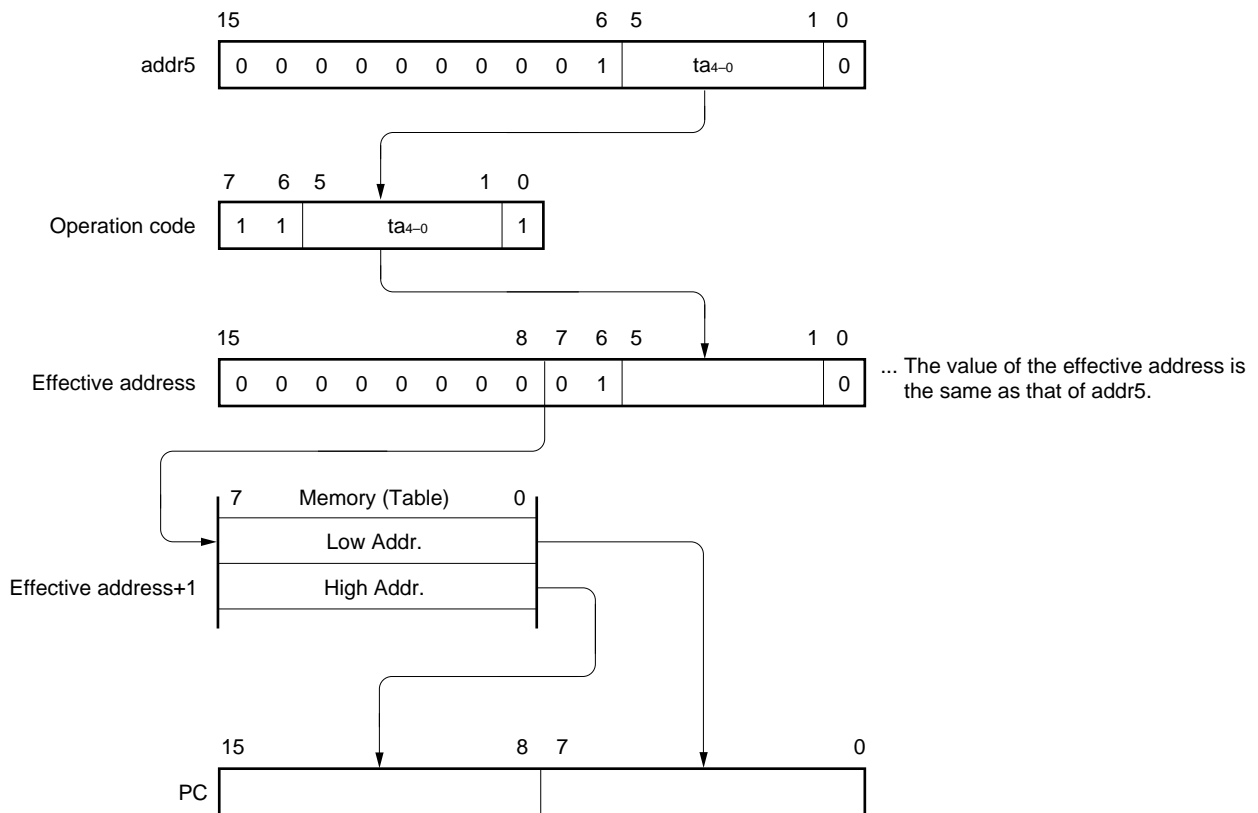 15 6 5 1 0
addr5 0 0 0 0 0 0 0 0 0 1 ta4–0 0
7 6 5 1 0
Operation code 1 1 ta4–0 1
15 8 7 6 5 1 0
Effective address 0 0 0 0 0 0 0 0 0 1 0
... The value of the effective address is
the same as that of addr5.
7 Memory (Table) 0
Low Addr.
Effective address+1 High Addr.
15 8 7 0
PC